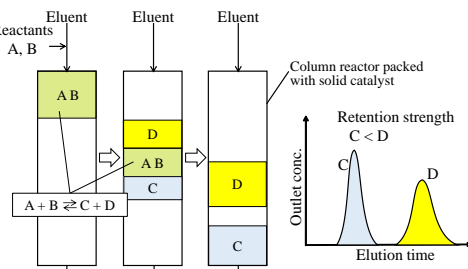 Eluent
Eluent
Eluent
Reactants
A, B
A B
D
A B
C
D
C
A + B ⇄ C + D
Column reactor packed
with solid catalyst
Retention strength
C < D
C
D
Outlet conc.
Elution time